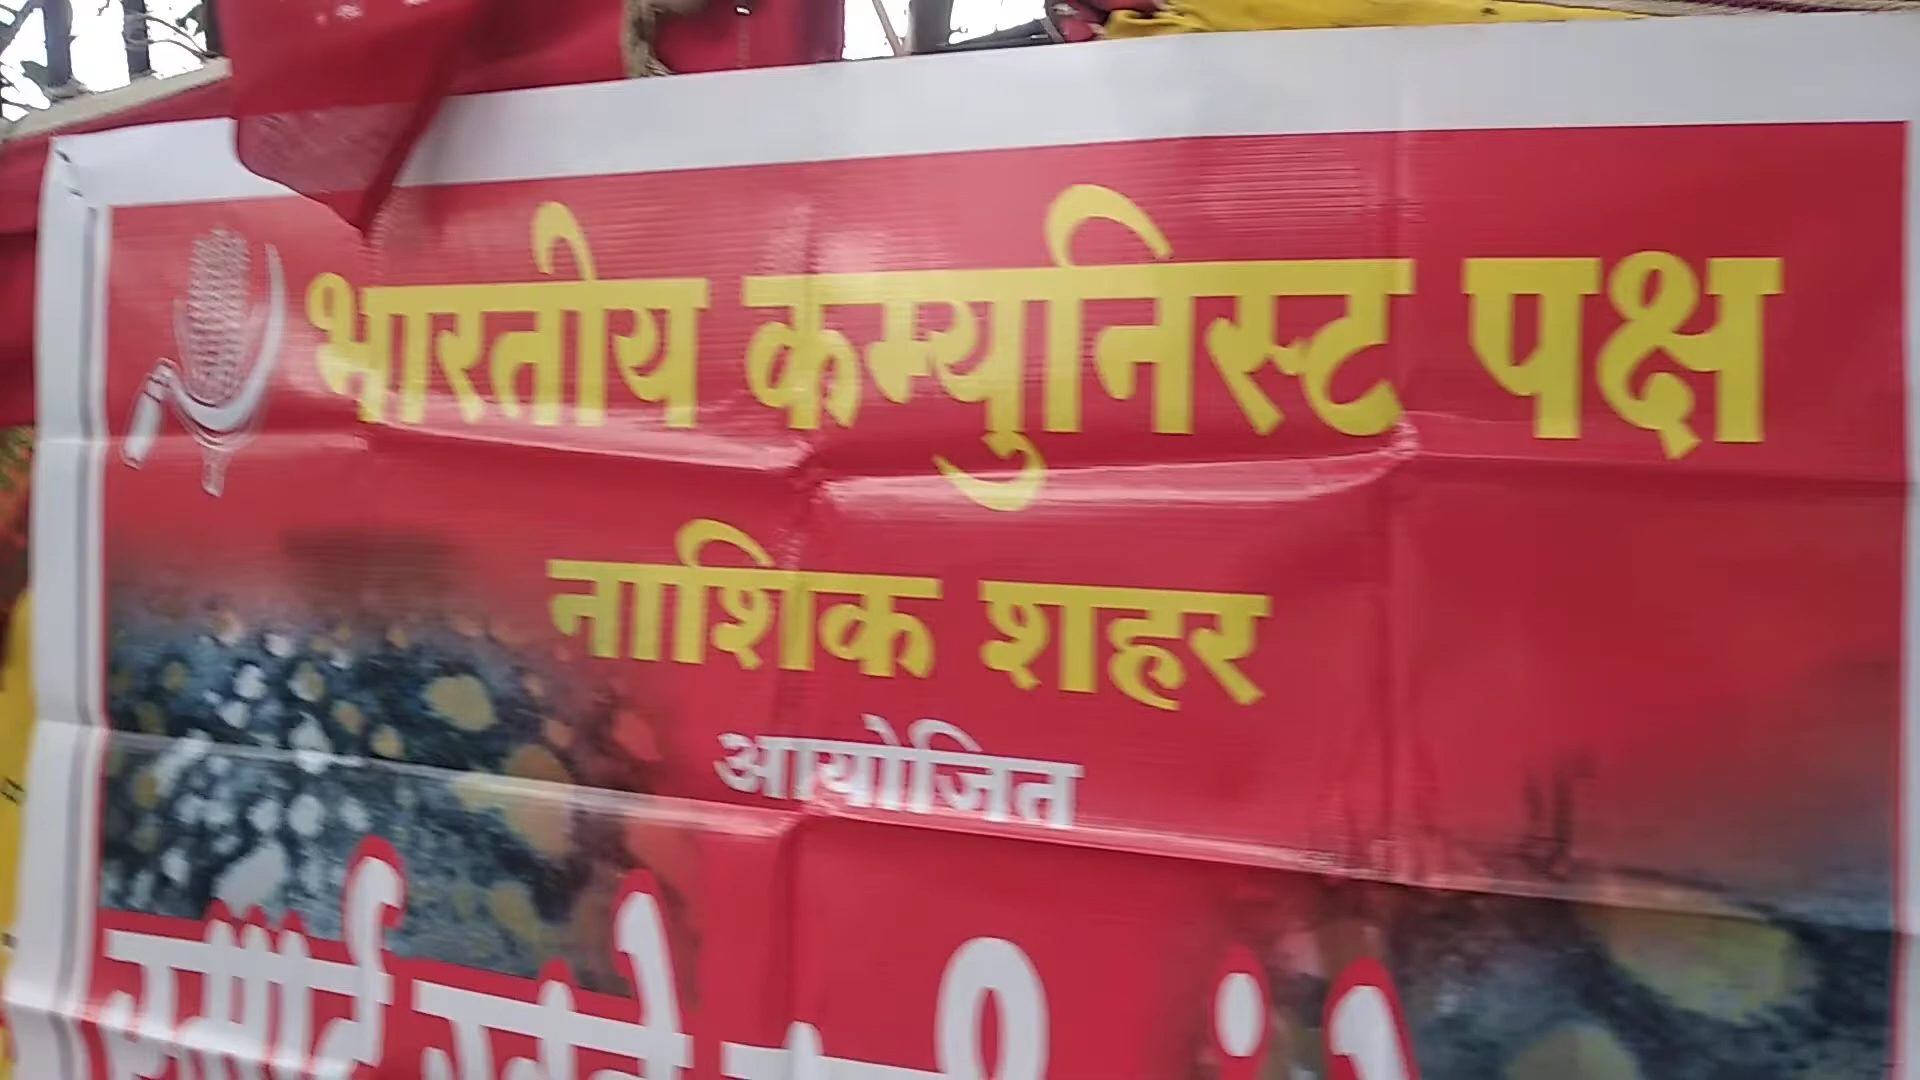 भारतीय कम्युनिस्ट पक्ष
नाशिक शहर
आयोजित